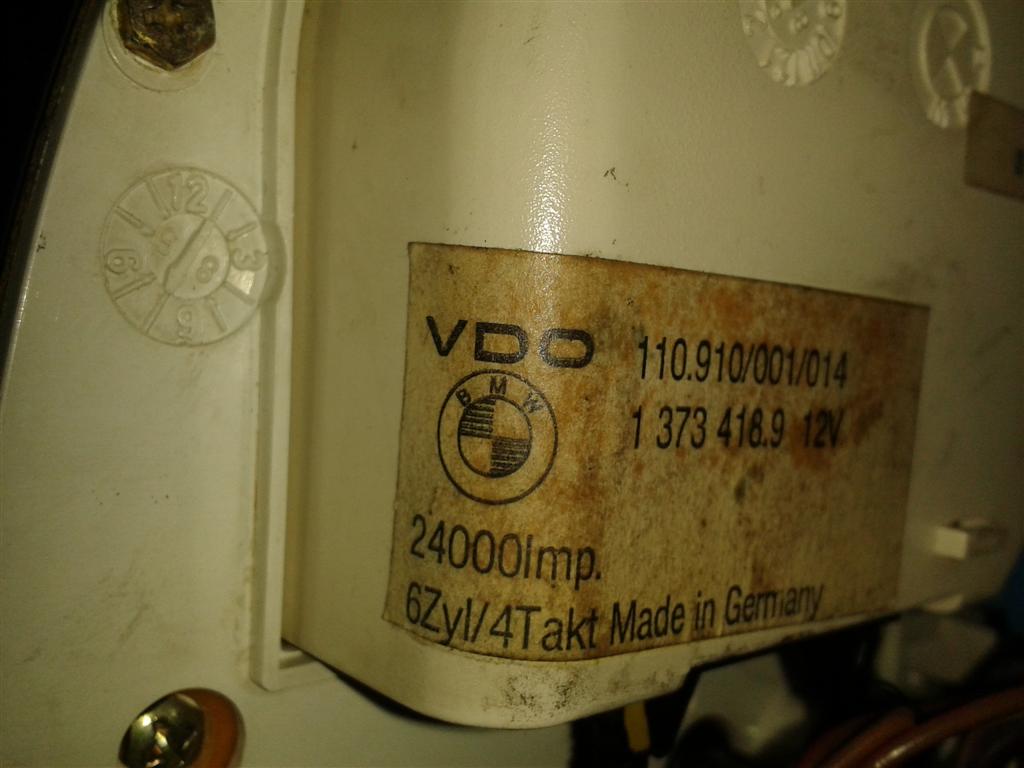 12
3
6
9
8
VDO
BMW
110.910/001/014
1 373 418.9 12V
24000Imp.
6Zyl/4Takt Made in Germany